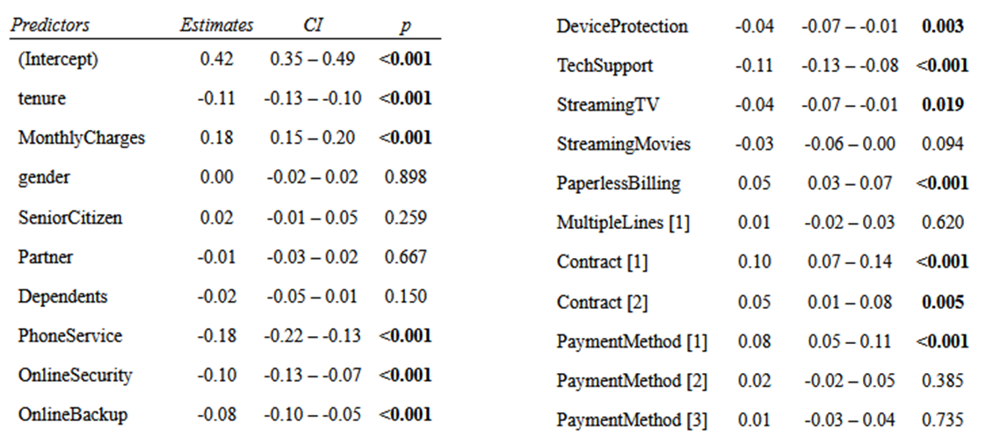 Predictors Estimates CI p
(Intercept) 0.42 0.35 – 0.49 <0.001
tenure -0.11 -0.13 – -0.10 <0.001
MonthlyCharges 0.18 0.15 – 0.20 <0.001
gender 0.00 -0.02 – 0.02 0.898
SeniorCitizen 0.02 -0.01 – 0.05 0.259
Partner -0.01 -0.03 – 0.02 0.667
Dependents -0.02 -0.05 – 0.01 0.150
PhoneService -0.18 -0.22 – -0.13 <0.001
OnlineSecurity -0.10 -0.13 – -0.07 <0.001
OnlineBackup -0.08 -0.10 – -0.05 <0.001
DeviceProtection -0.04 -0.07 – -0.01 0.003
TechSupport -0.11 -0.13 – -0.08 <0.001
StreamingTV -0.04 -0.07 – -0.01 0.019
StreamingMovies -0.03 -0.06 – 0.00 0.094
PaperlessBilling 0.05 0.03 – 0.07 <0.001
MultipleLines [1] 0.01 -0.02 – 0.03 0.620
Contract [1] 0.10 0.07 – 0.14 <0.001
Contract [2] 0.05 0.01 – 0.08 0.005
PaymentMethod [1] 0.08 0.05 – 0.11 <0.001
PaymentMethod [2] 0.02 -0.02 – 0.05 0.385
PaymentMethod [3] 0.01 -0.03 – 0.04 0.735